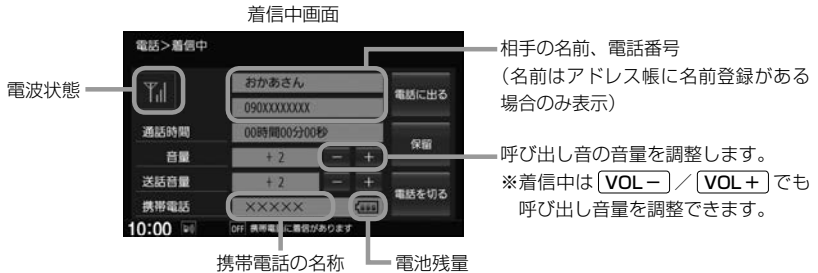 着信中画面
電話>着信中
電波状態
おかあさん
090XXXXXXXX
電話に出る
相手の名前、電話番号
（名前はアドレス帳に名前登録がある
場合のみ表示）
通話時間 00時間00分00秒
保留
音量 +2 − +
呼び出し音の音量を調整します。
※着信中は VOL− ／ VOL+ でも
呼び出し音量を調整できます。
送話音量 +2 − +
電話を切る
携帯電話 ×××××
10:00 OFF 携帯電話に着信があります
携帯電話の名称
電池残量